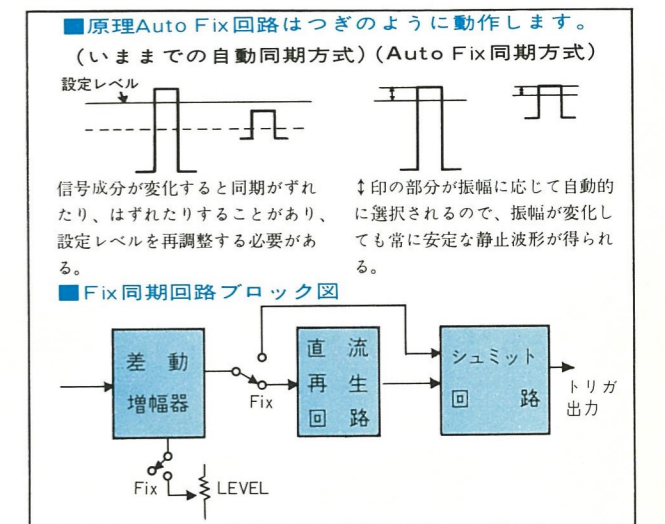 ■原理Auto Fix回路はつぎのように動作します。
(いままでの自動同期方式)(Auto Fix同期方式)
設定レベル
信号成分が変化すると同期がずれ
たり、はずれたりすることがあり、
設定レベルを再調整する必要があ
る。
↕印の部分が振幅に応じて自動的
に選択されるので、振幅が変化し
ても常に安定な静止波形が得られ
る。
■Fix同期回路ブロック図
差動
増幅器
Fix
直流
再生
回路
シュミット
回路
トリガ
出力
Fix
LEVEL